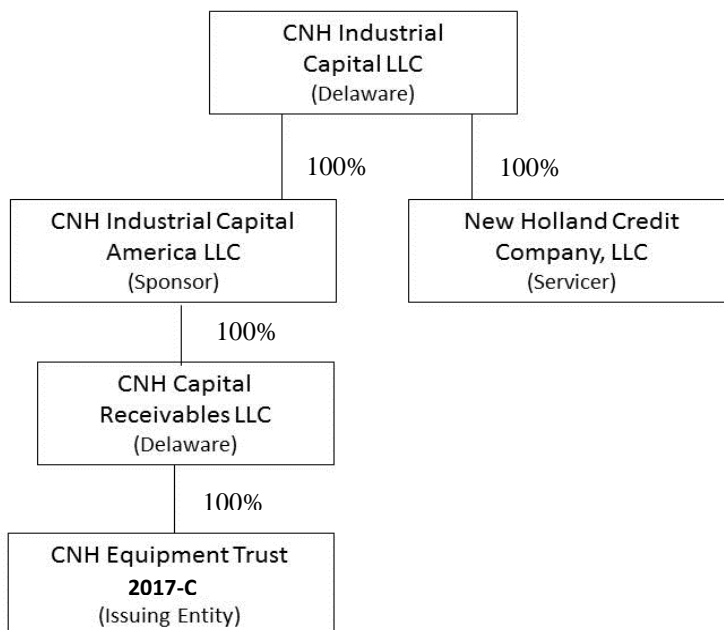 CNH Industrial
Capital LLC
(Delaware)
100%
100%
CNH Industrial Capital
America LLC
(Sponsor)
New Holland Credit
Company, LLC
(Servicer)
100%
CNH Capital
Receivables LLC
(Delaware)
100%
CNH Equipment Trust
2017-C
(Issuing Entity)